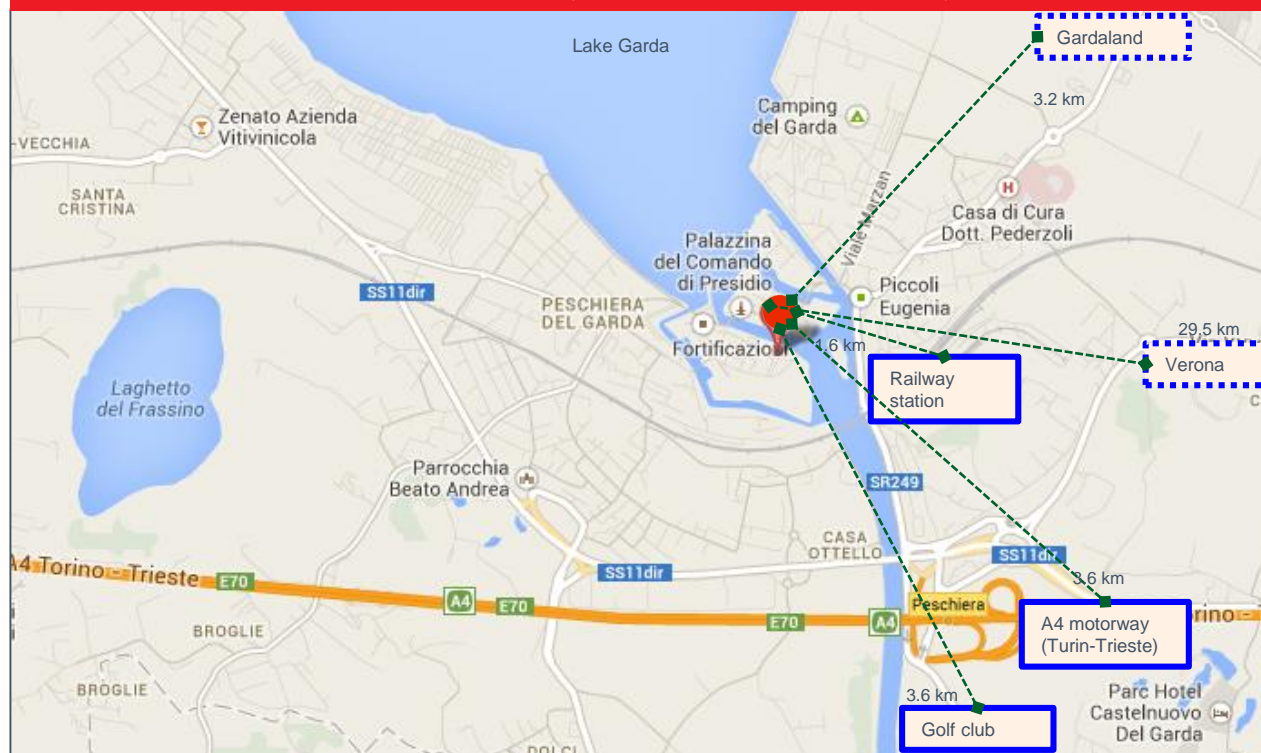 Lake Garda
Gardaland
3.2 km
Camping
del Garda
Zenato Azienda
Vitivinicola
-VECCHIA
SANTA
CRISTINA
H
Casa di Cura
Dott. Pederzoli
Viale Marzan
Palazzina
del Comando
di Presidio
Piccoli
Eugenia
SS11dir
PESCHIERA
DEL GARDA
Fortificazioni
1.6 km
29.5 km
Verona
Railway
station
Laghetto
del Frassino
Parrocchia
Beato Andrea
SR249
CASA
OTTELLO
SS11dir
SS11dir
3.6 km
A4 Torino - Trieste
E70
A4
E70
E70
A4
Peschiera
orino - T
A4 motorway
(Turin-Trieste)
BROGLIE
BROGLIE
3.6 km
Golf club
Parc Hotel
Castelnuovo
Del Garda
DOLCI